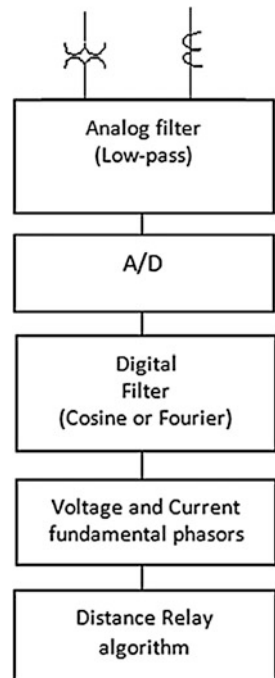 Analog filter
(Low-pass)
A/D
Digital
Filter
(Cosine or Fourier)
Voltage and Current
fundamental phasors
Distance Relay
algorithm